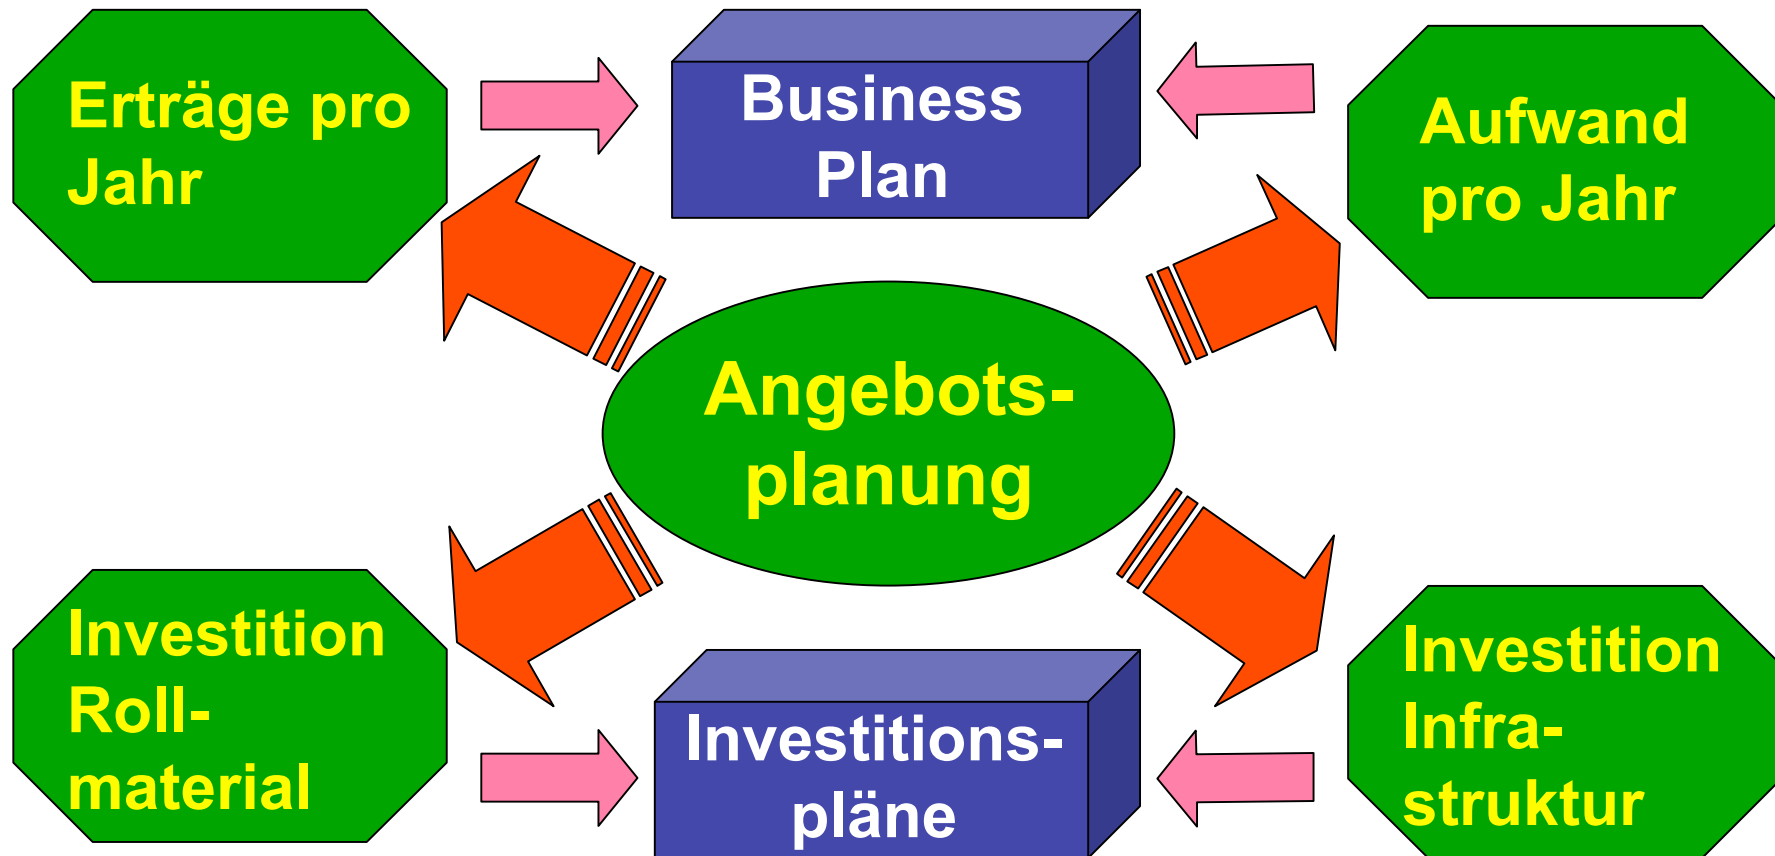 Erträge pro
Jahr
Business
Plan
Aufwand
pro Jahr
Angebots-
planung
Investition
Roll-
material
Investitions-
pläne
Investition
Infra-
struktur